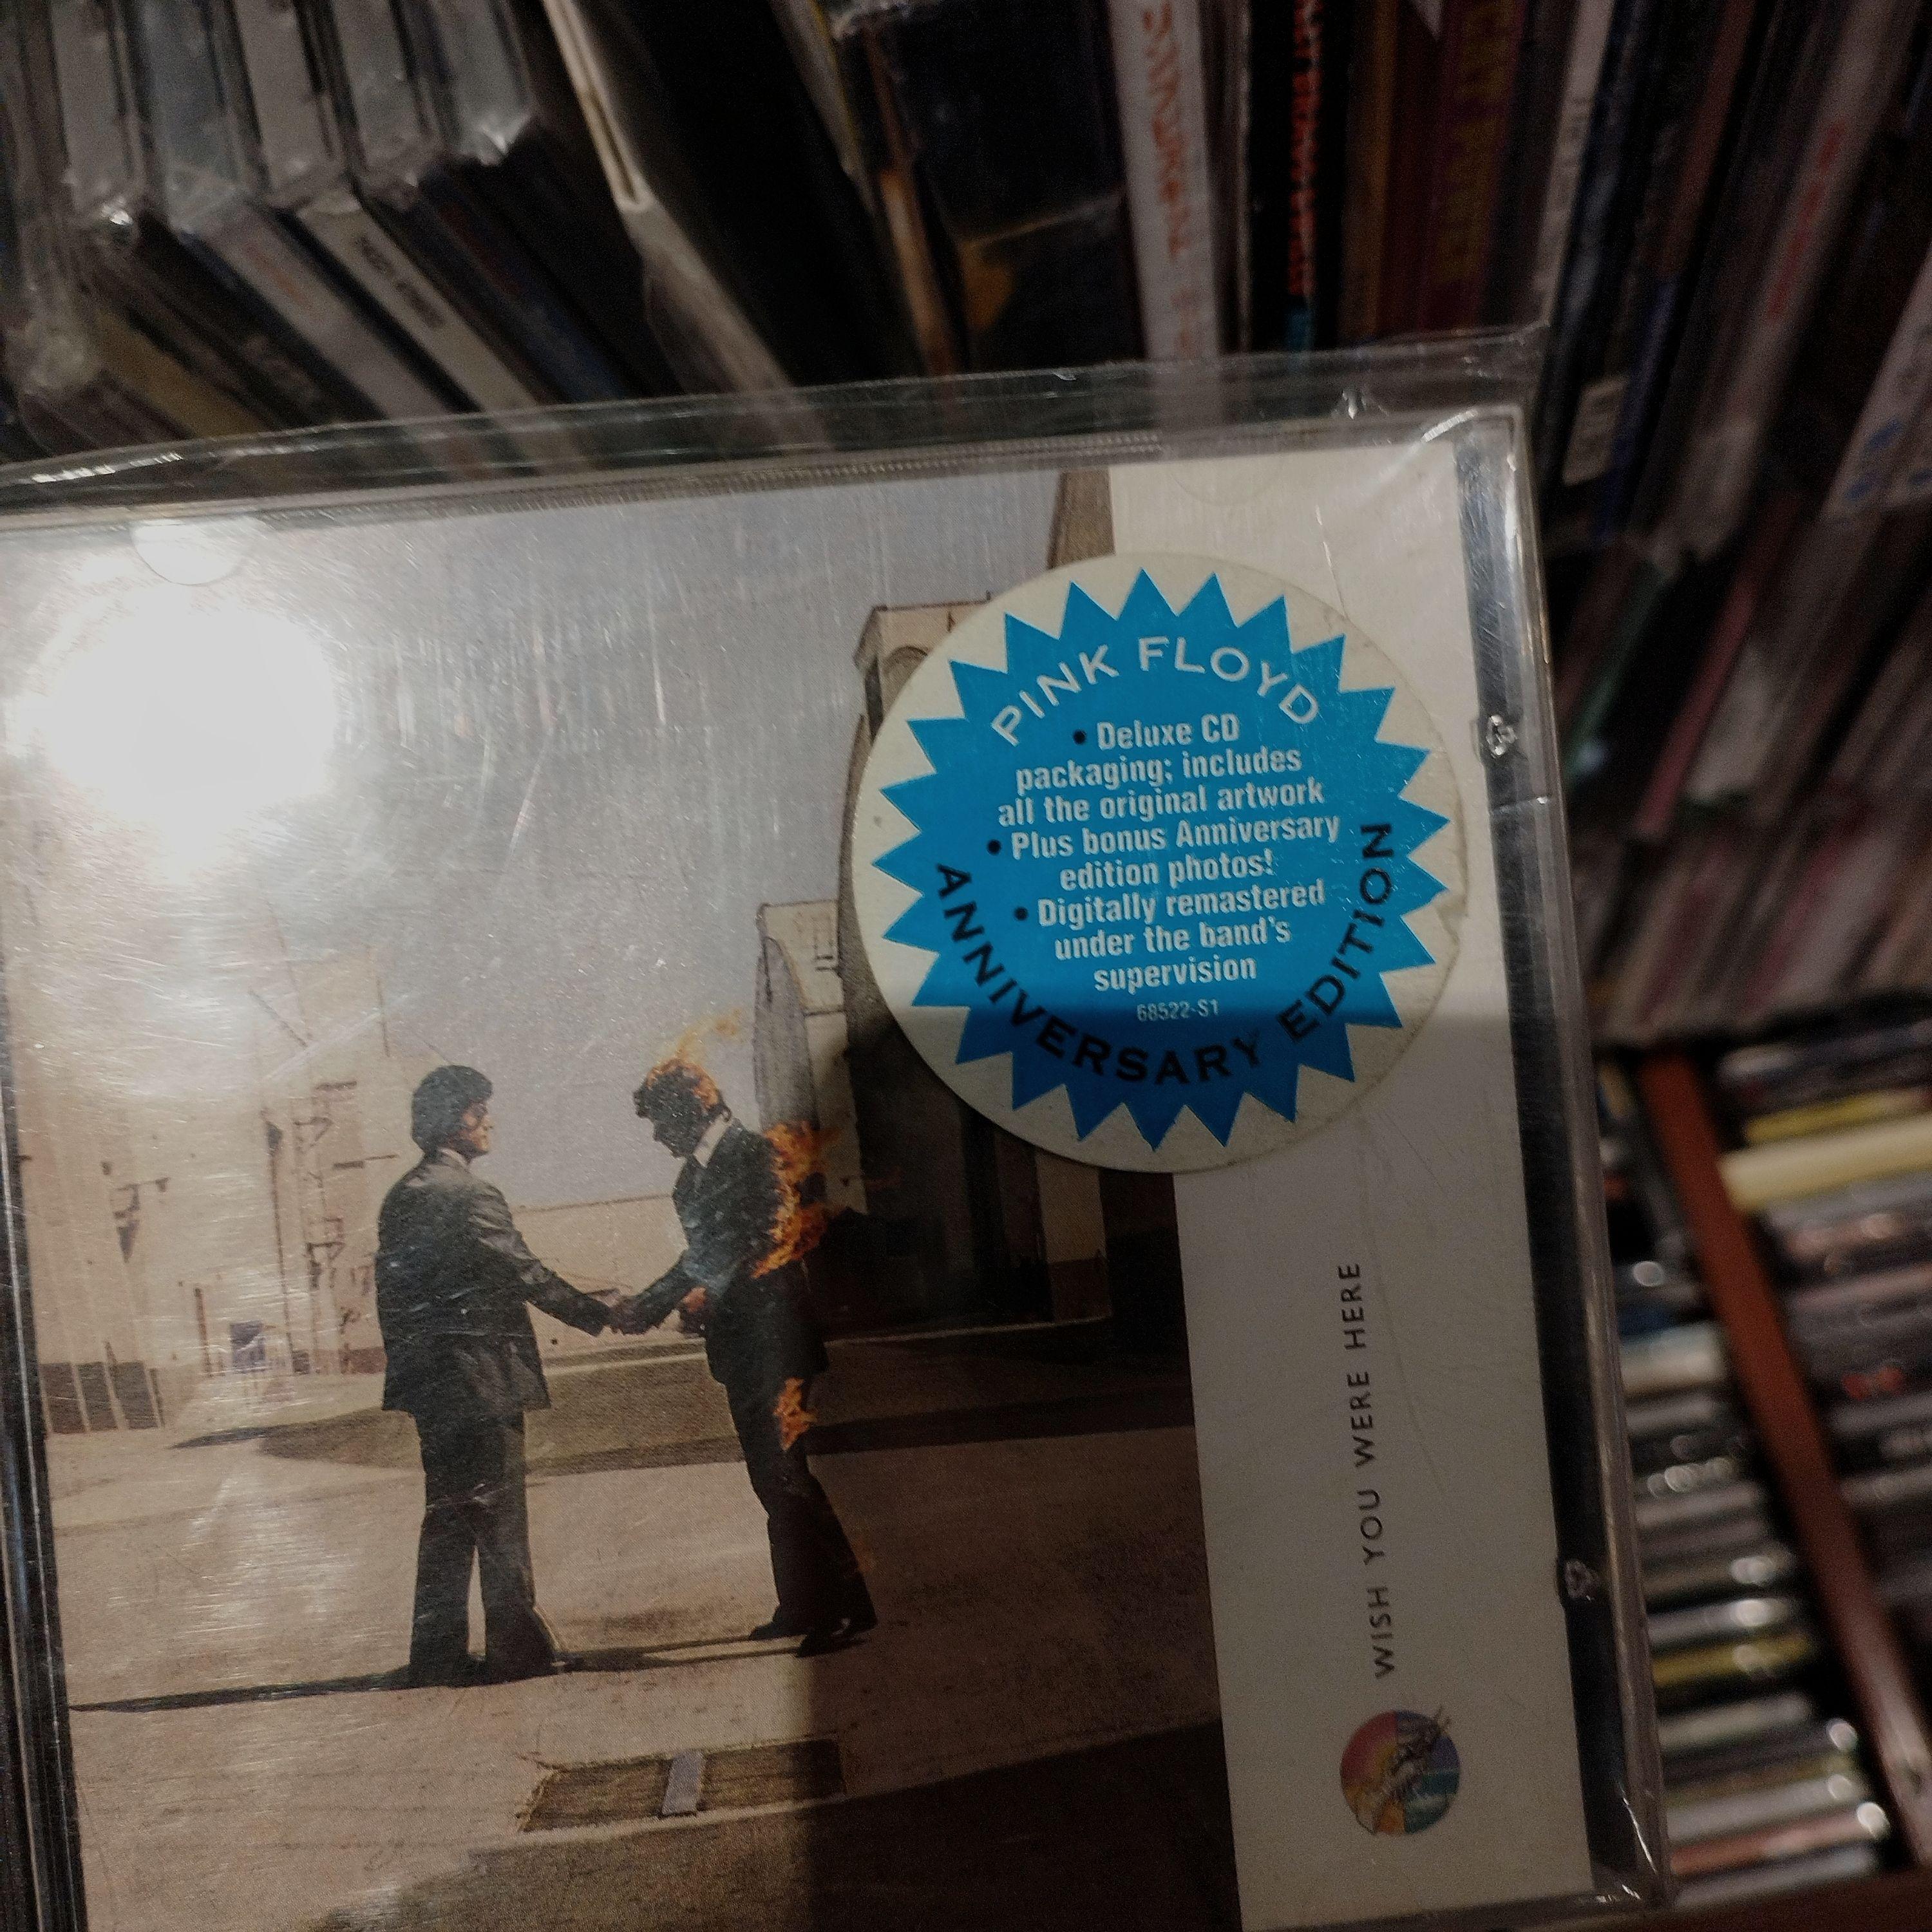 PINK FLOYD
• Deluxe CD
packaging; includes
all the original artwork
• Plus bonus Anniversary
edition photos!
• Digitally remastered
under the band's
supervision
68522-S1
ANNIVERSARY EDITION
WISH YOU WERE HERE